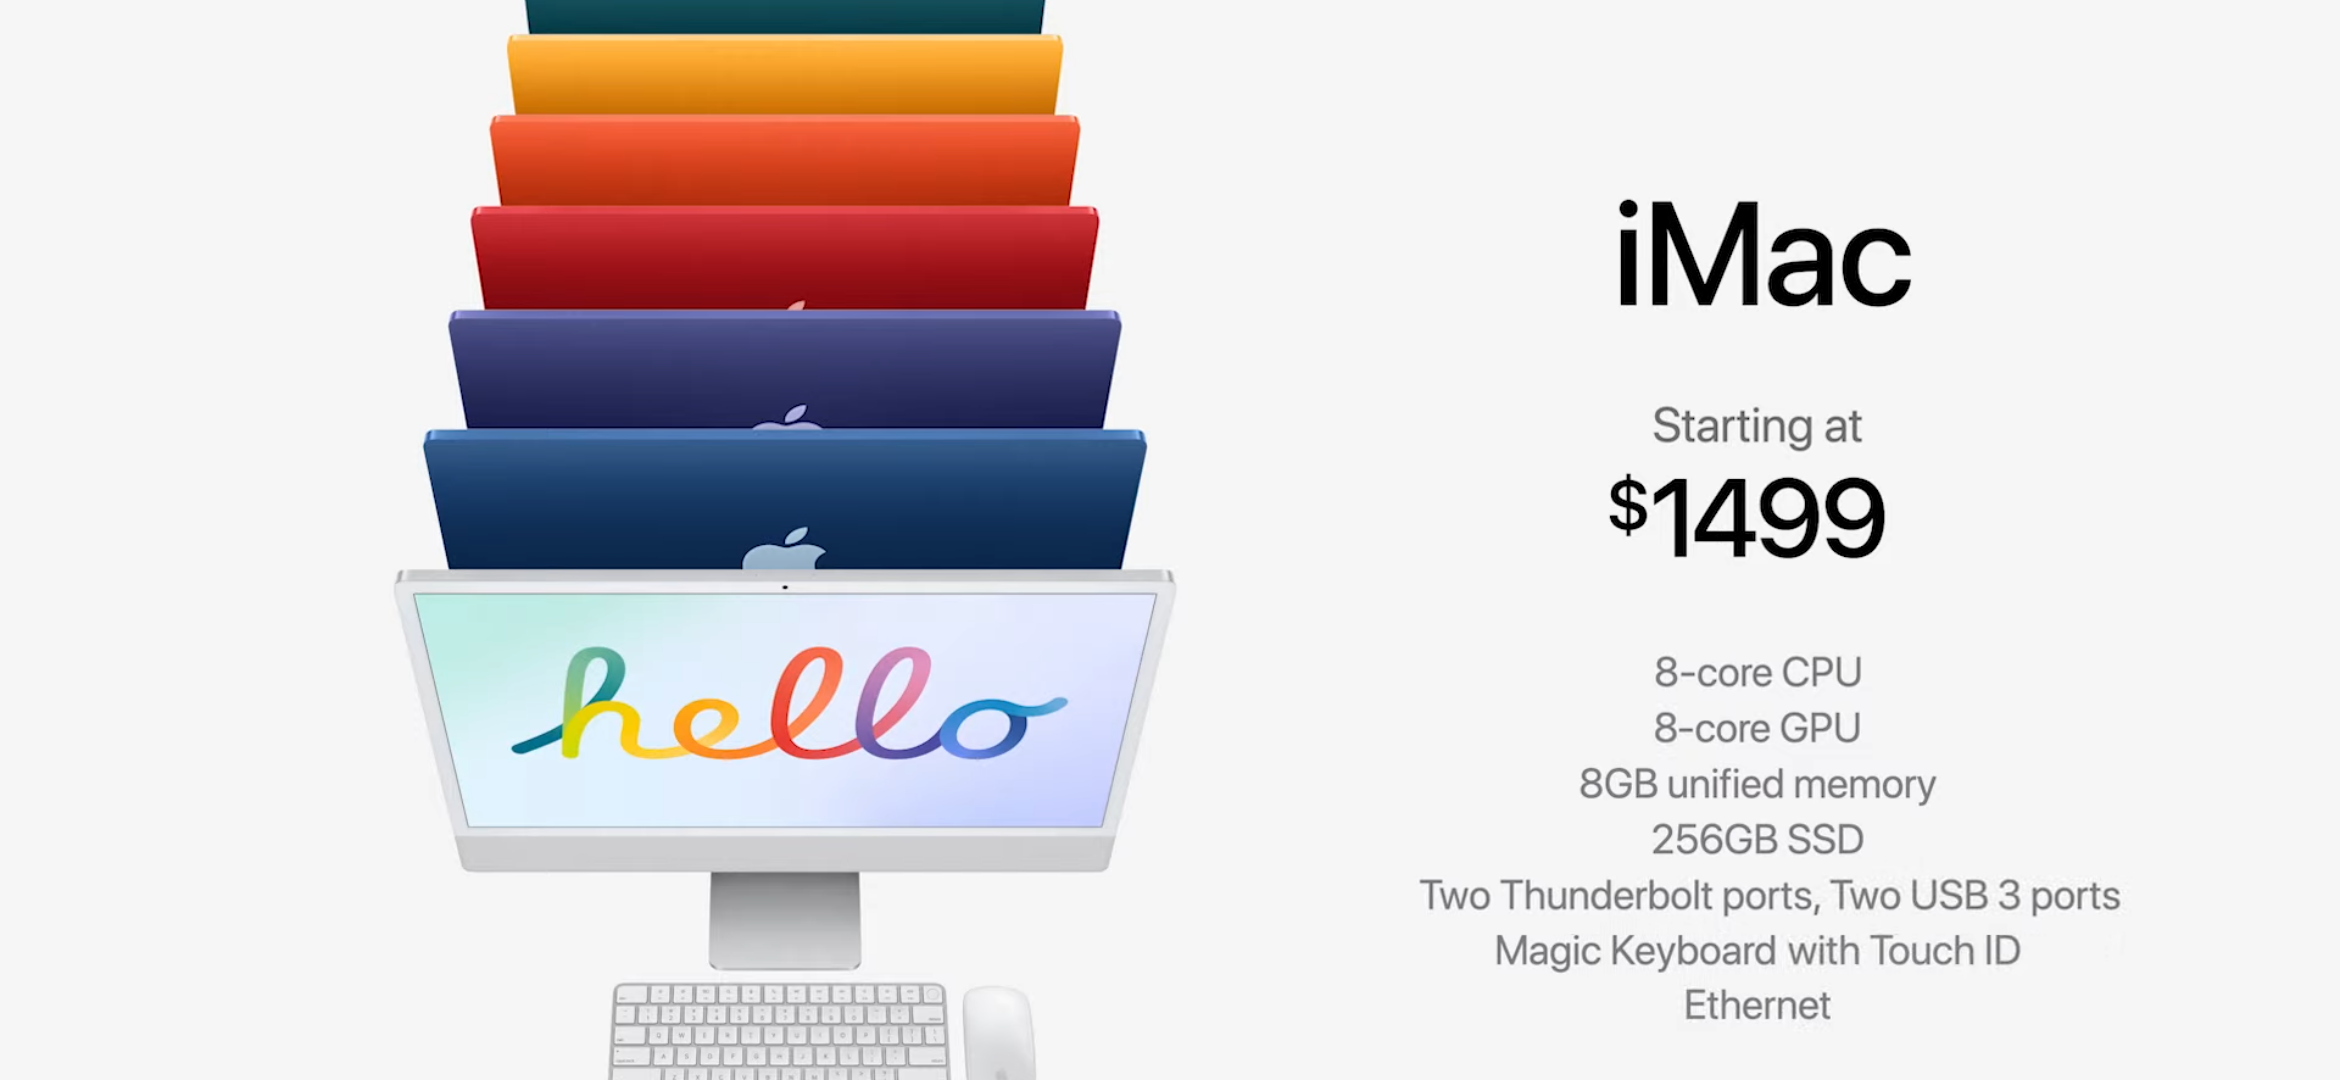 hello
iMac
Starting at
$1499
8-core CPU
8-core GPU
8GB unified memory
256GB SSD
Two Thunderbolt ports, Two USB 3 ports
Magic Keyboard with Touch ID
Ethernet